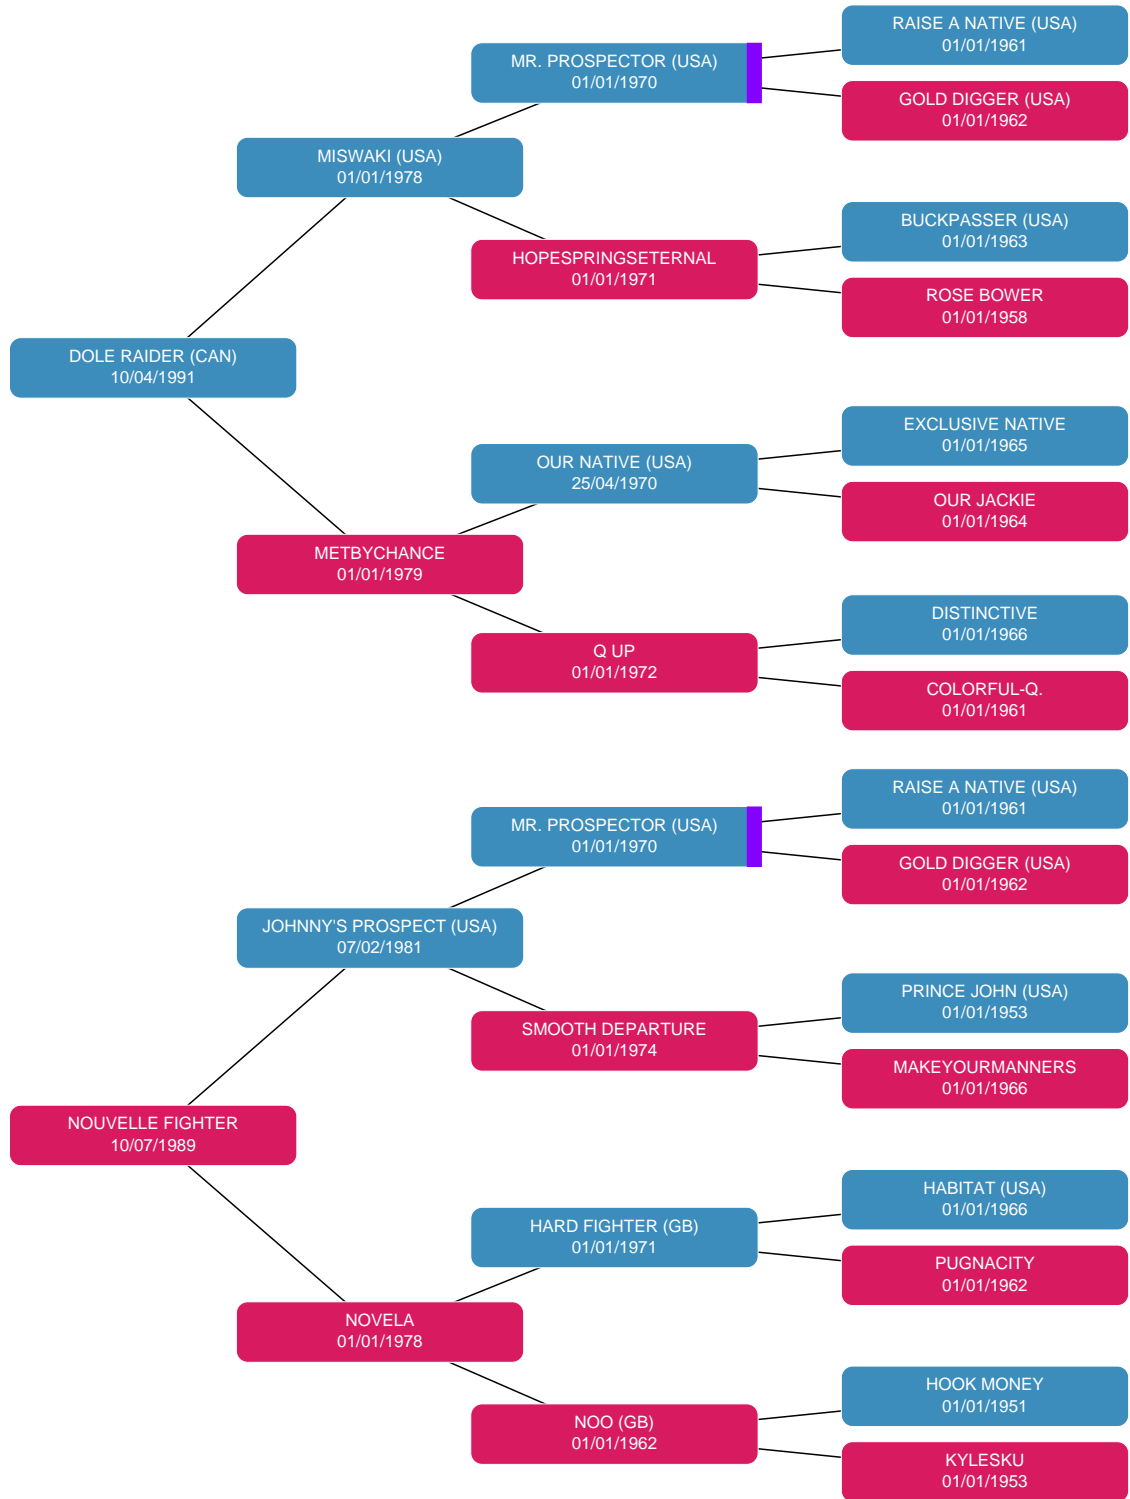 RAISE A NATIVE (USA)
01/01/1961
MR. PROSPECTOR (USA)
01/01/1970
GOLD DIGGER (USA)
01/01/1962
MISWAKI (USA)
01/01/1978
BUCKPASSER (USA)
01/01/1963
HOPESPRINGSETERNAL
01/01/1971
ROSE BOWER
01/01/1958
DOLE RAIDER (CAN)
10/04/1991
EXCLUSIVE NATIVE
01/01/1965
OUR NATIVE (USA)
25/04/1970
OUR JACKIE
01/01/1964
METBYCHANCE
01/01/1979
DISTINCTIVE
01/01/1966
Q UP
01/01/1972
COLORFUL-Q.
01/01/1961
RAISE A NATIVE (USA)
01/01/1961
MR. PROSPECTOR (USA)
01/01/1970
GOLD DIGGER (USA)
01/01/1962
JOHNNY'S PROSPECT (USA)
07/02/1981
PRINCE JOHN (USA)
01/01/1953
SMOOTH DEPARTURE
01/01/1974
MAKEYOURMANNERS
01/01/1966
NOUVELLE FIGHTER
10/07/1989
HABITAT (USA)
01/01/1966
HARD FIGHTER (GB)
01/01/1971
PUGNACITY
01/01/1962
NOVELA
01/01/1978
HOOK MONEY
01/01/1951
NOO (GB)
01/01/1962
KYLESKU
01/01/1953